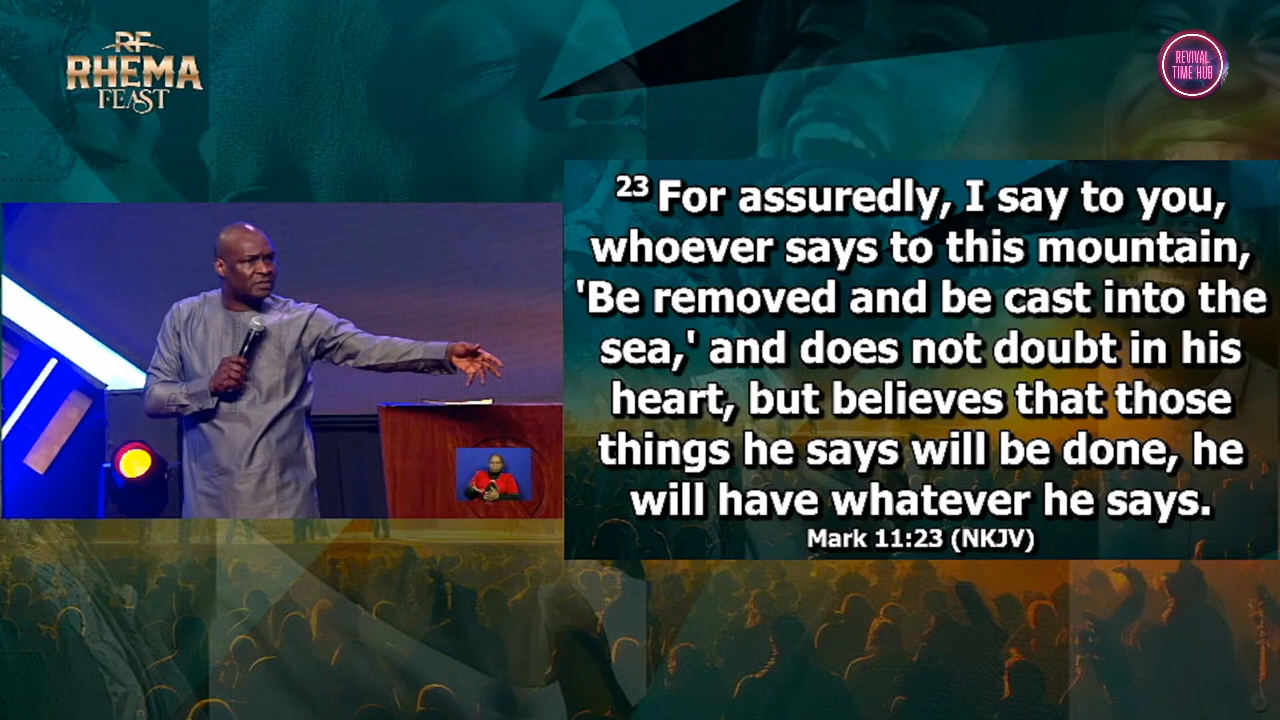 RF
RHEMA
FEAST
REVIVAL
TIME HUB
23 For assuredly, I say to you,
whoever says to this mountain,
'Be removed and be cast into the
sea,' and does not doubt in his
heart, but believes that those
things he says will be done, he
will have whatever he says.
Mark 11:23 (NKJV)